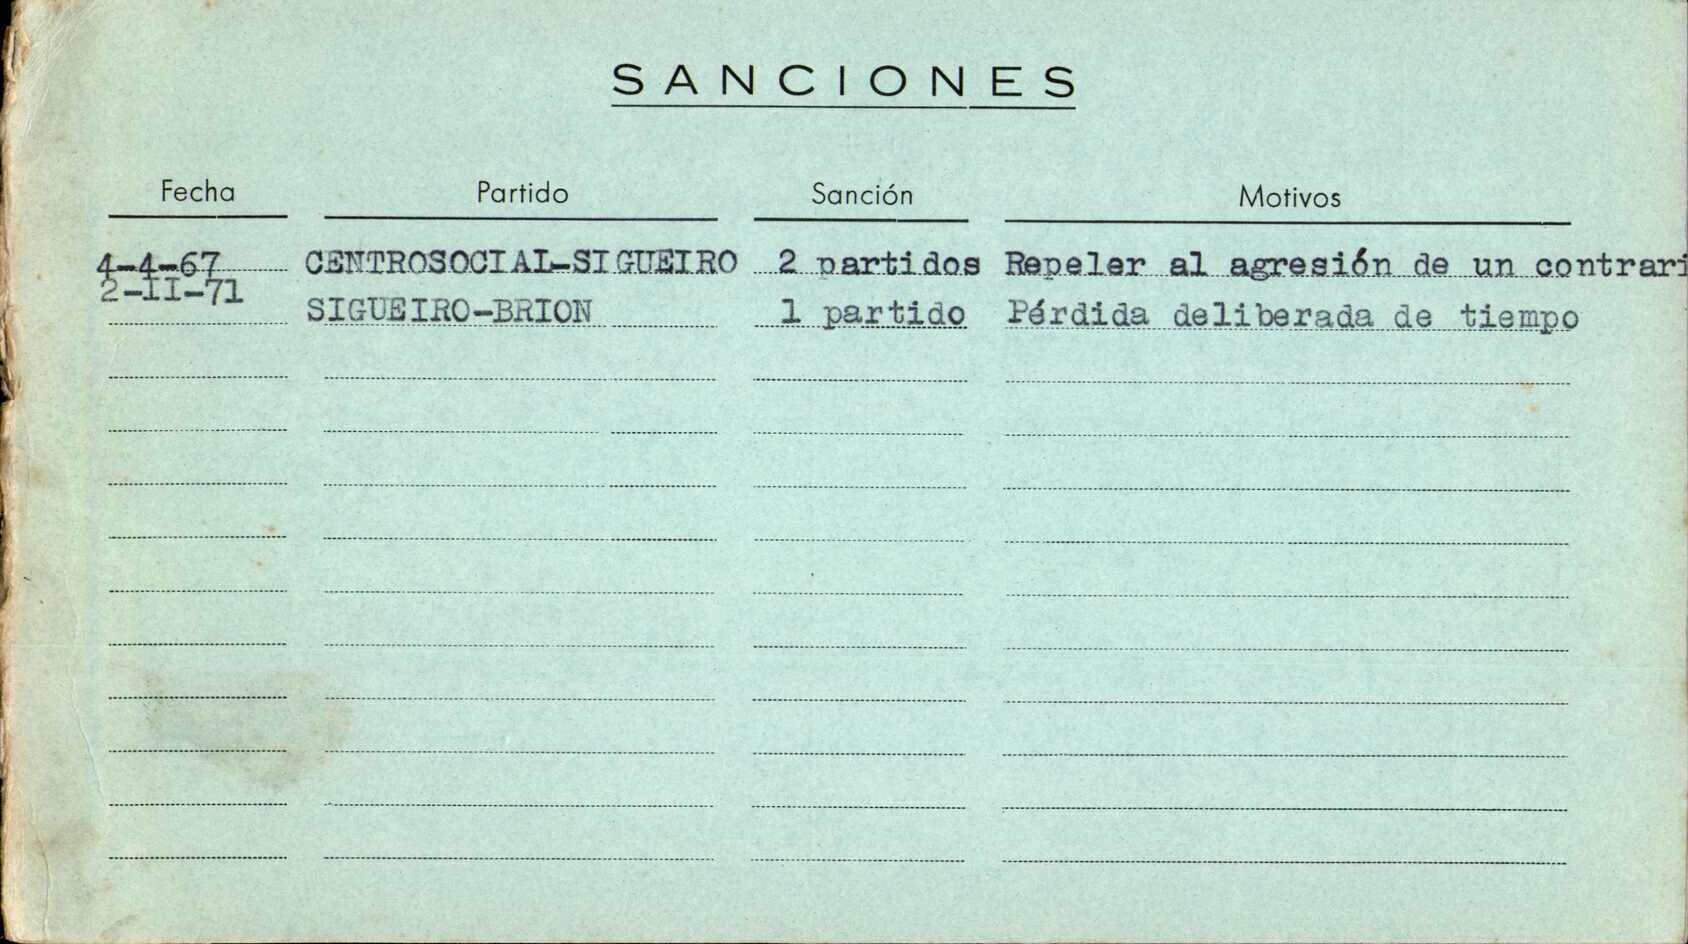 SANCIONES
Fecha Partido Sanción Motivos
4-4-67 CENTROSOCIAL-SIGUEIRO 2 partidos Repeler al agresión de un contrari
2-II-71
SIGUEIRO-BRION 1 partido Pérdida deliberada de tiempo